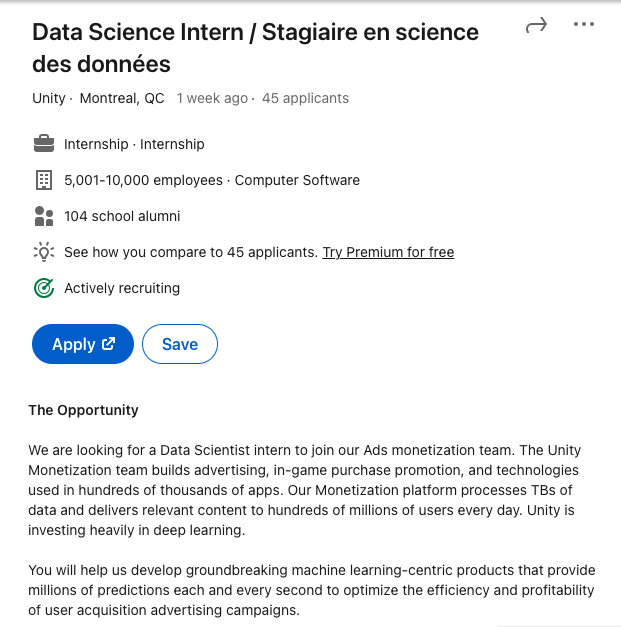 Data Science Intern / Stagiaire en science
des données
Unity · Montreal, QC 1 week ago · 45 applicants
Internship · Internship
5,001-10,000 employees · Computer Software
104 school alumni
See how you compare to 45 applicants. Try Premium for free
Actively recruiting
Apply
Save
The Opportunity
We are looking for a Data Scientist intern to join our Ads monetization team. The Unity
Monetization team builds advertising, in-game purchase promotion, and technologies
used in hundreds of thousands of apps. Our Monetization platform processes TBs of
data and delivers relevant content to hundreds of millions of users every day. Unity is
investing heavily in deep learning.
You will help us develop groundbreaking machine learning-centric products that provide
millions of predictions each and every second to optimize the efficiency and profitability
of user acquisition advertising campaigns.